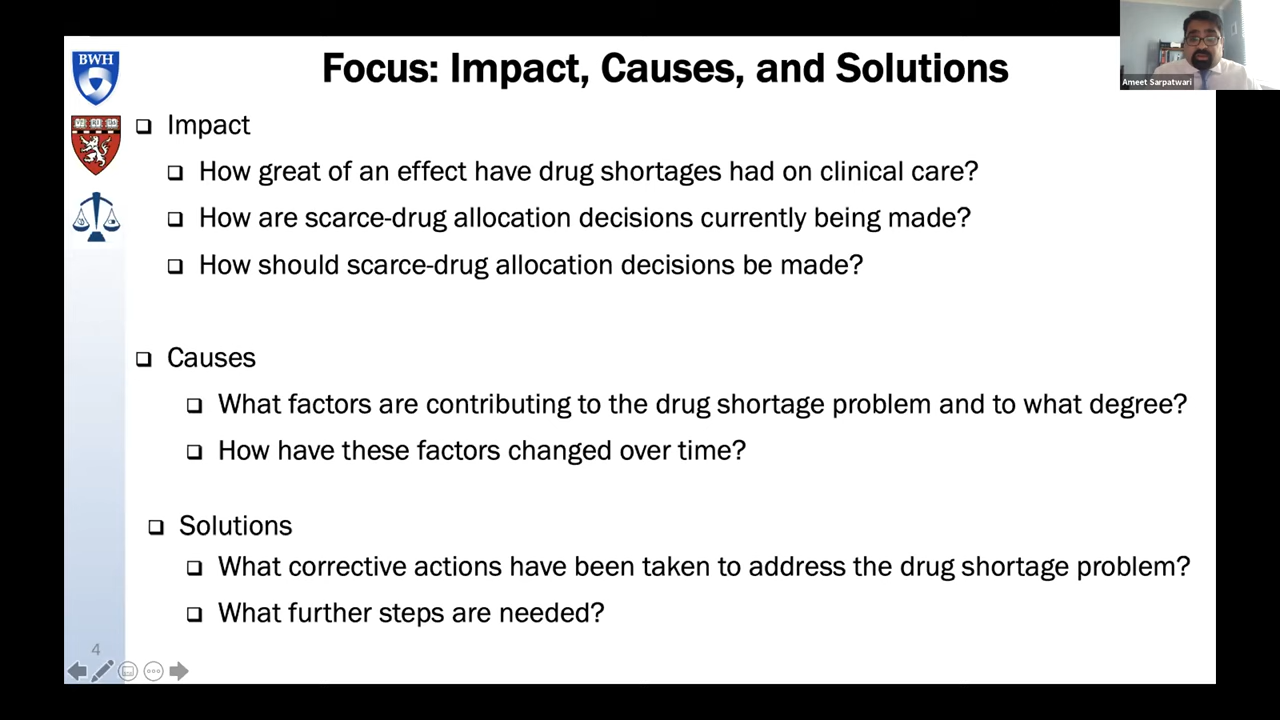 Focus: Impact, Causes, and Solutions
BWH
Ameet Sarpatwari
Impact
How great of an effect have drug shortages had on clinical care?
How are scarce-drug allocation decisions currently being made?
How should scarce-drug allocation decisions be made?
Causes
What factors are contributing to the drug shortage problem and to what degree?
How have these factors changed over time?
Solutions
What corrective actions have been taken to address the drug shortage problem?
What further steps are needed?
4